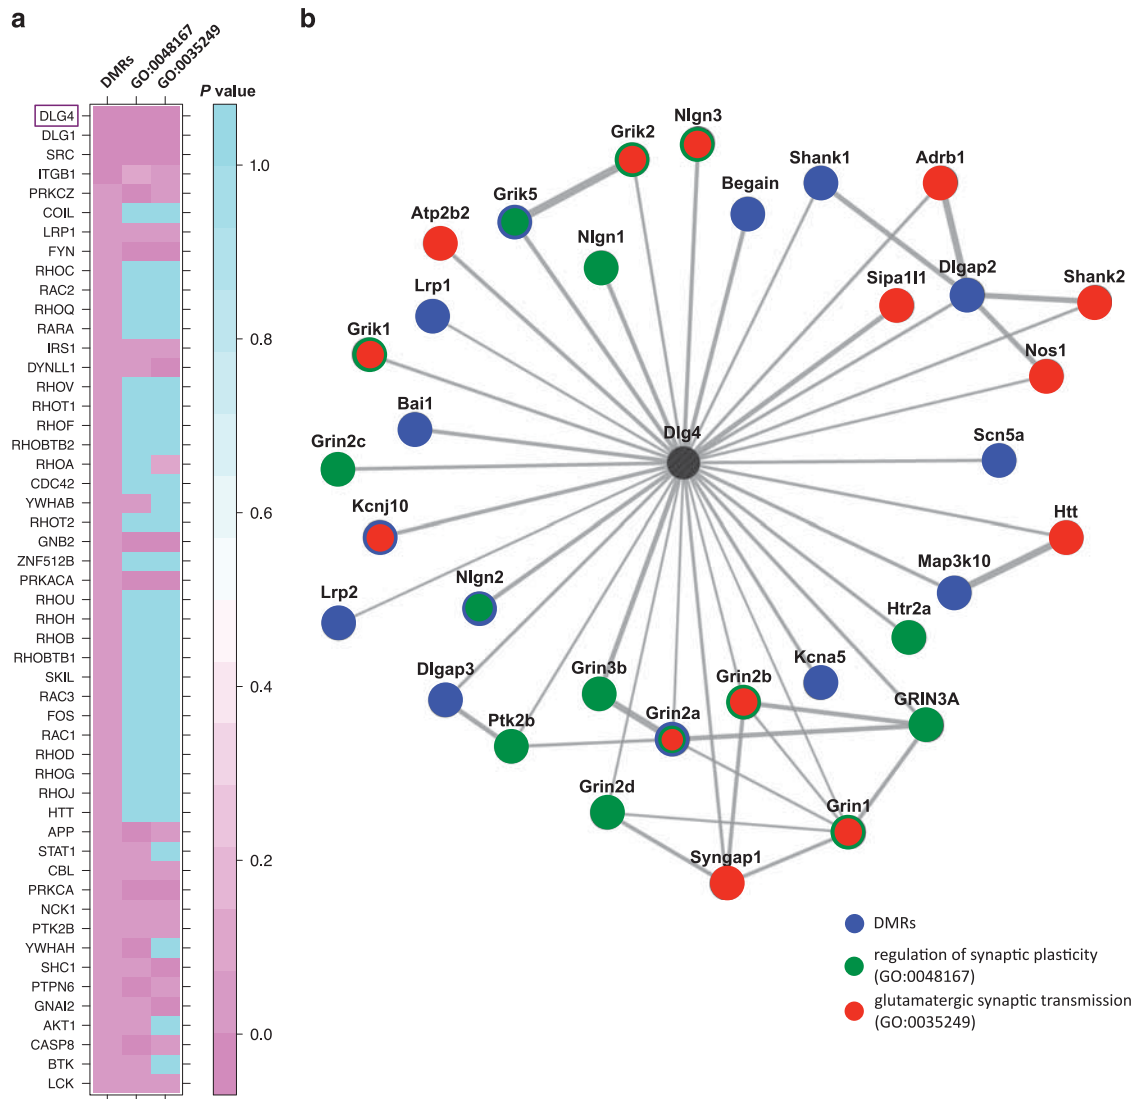 a
DMRs
GO:0048167
GO:0035249
P value
DLG4
DLG1
SRC
ITGB1
PRKCZ
COIL
LRP1
FYN
RHOC
RAC2
RHOQ
RARA
IRS1
DYNLL1
RHOV
RHOT1
RHOF
RHOBTB2
RHOA
CDC42
YWHAB
RHOT2
GNB2
ZNF512B
PRKACA
RHOU
RHOH
RHOB
RHOBTB1
SKIL
RAC3
FOS
RAC1
RHOD
RHOG
RHOJ
HTT
APP
STAT1
CBL
PRKCA
NCK1
PTK2B
YWHAH
SHC1
PTPN6
GNAI2
AKT1
CASP8
BTK
LCK
1.0
0.8
0.6
0.4
0.2
0.0
b
Nlgn3
Grik2
Shank1
Adrb1
Begain
Grik5
Atp2b2
Nlgn1
Dlgap2
Sipa1l1
Shank2
Lrp1
Grik1
Nos1
Bai1
Dlg4
Scn5a
Grin2c
Kcnj10
Htt
Map3k10
Nlgn2
Lrp2
Htr2a
Kcna5
Dlgap3
Grin3b
Grin2b
GRIN3A
Grin2a
Ptk2b
Grin2d
Grin1
Syngap1
DMRs
regulation of synaptic plasticity
(GO:0048167)
glutamatergic synaptic transmission
(GO:0035249)